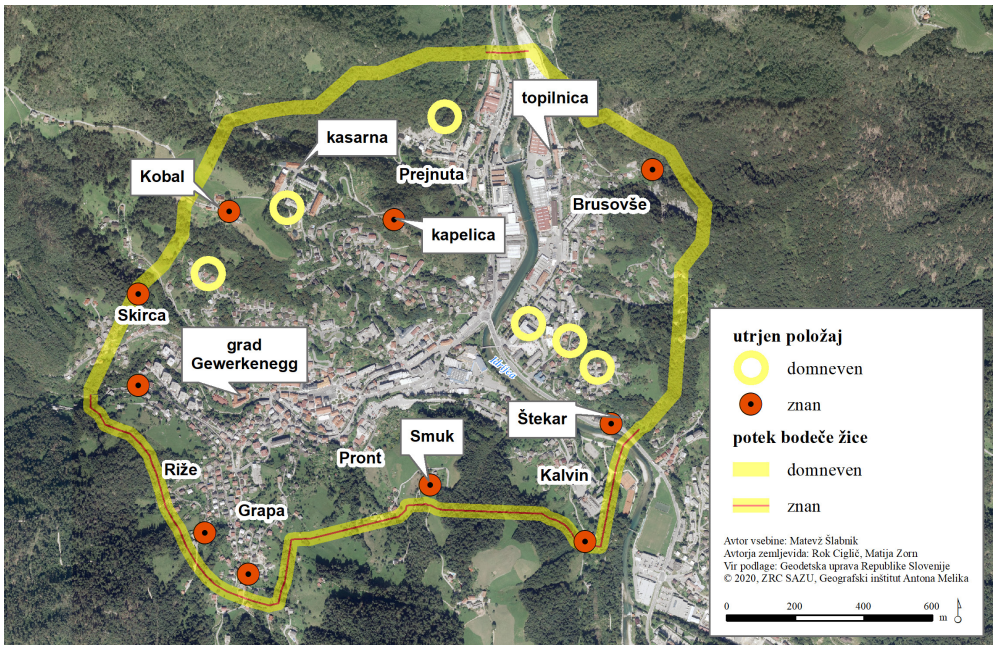 topilnica
kasarna
Prejnuta
Kobal
Brusovše
kapelica
Skirca
grad
Gewerkenegg
Idrijca
Štekar
Smuk
Pront
Kalvin
Riže
Grapa
utrjen položaj
domneven
znan
potek bodeče žice
domneven
znan
Avtor vsebine: Matevž Šlabnik
Avtorja zemljevida: Rok Ciglič, Matija Zorn
Vir podlage: Geodetska uprava Republike Slovenije
© 2020, ZRC SAZU, Geografski inštitut Antona Melika
0 200 400 600
m